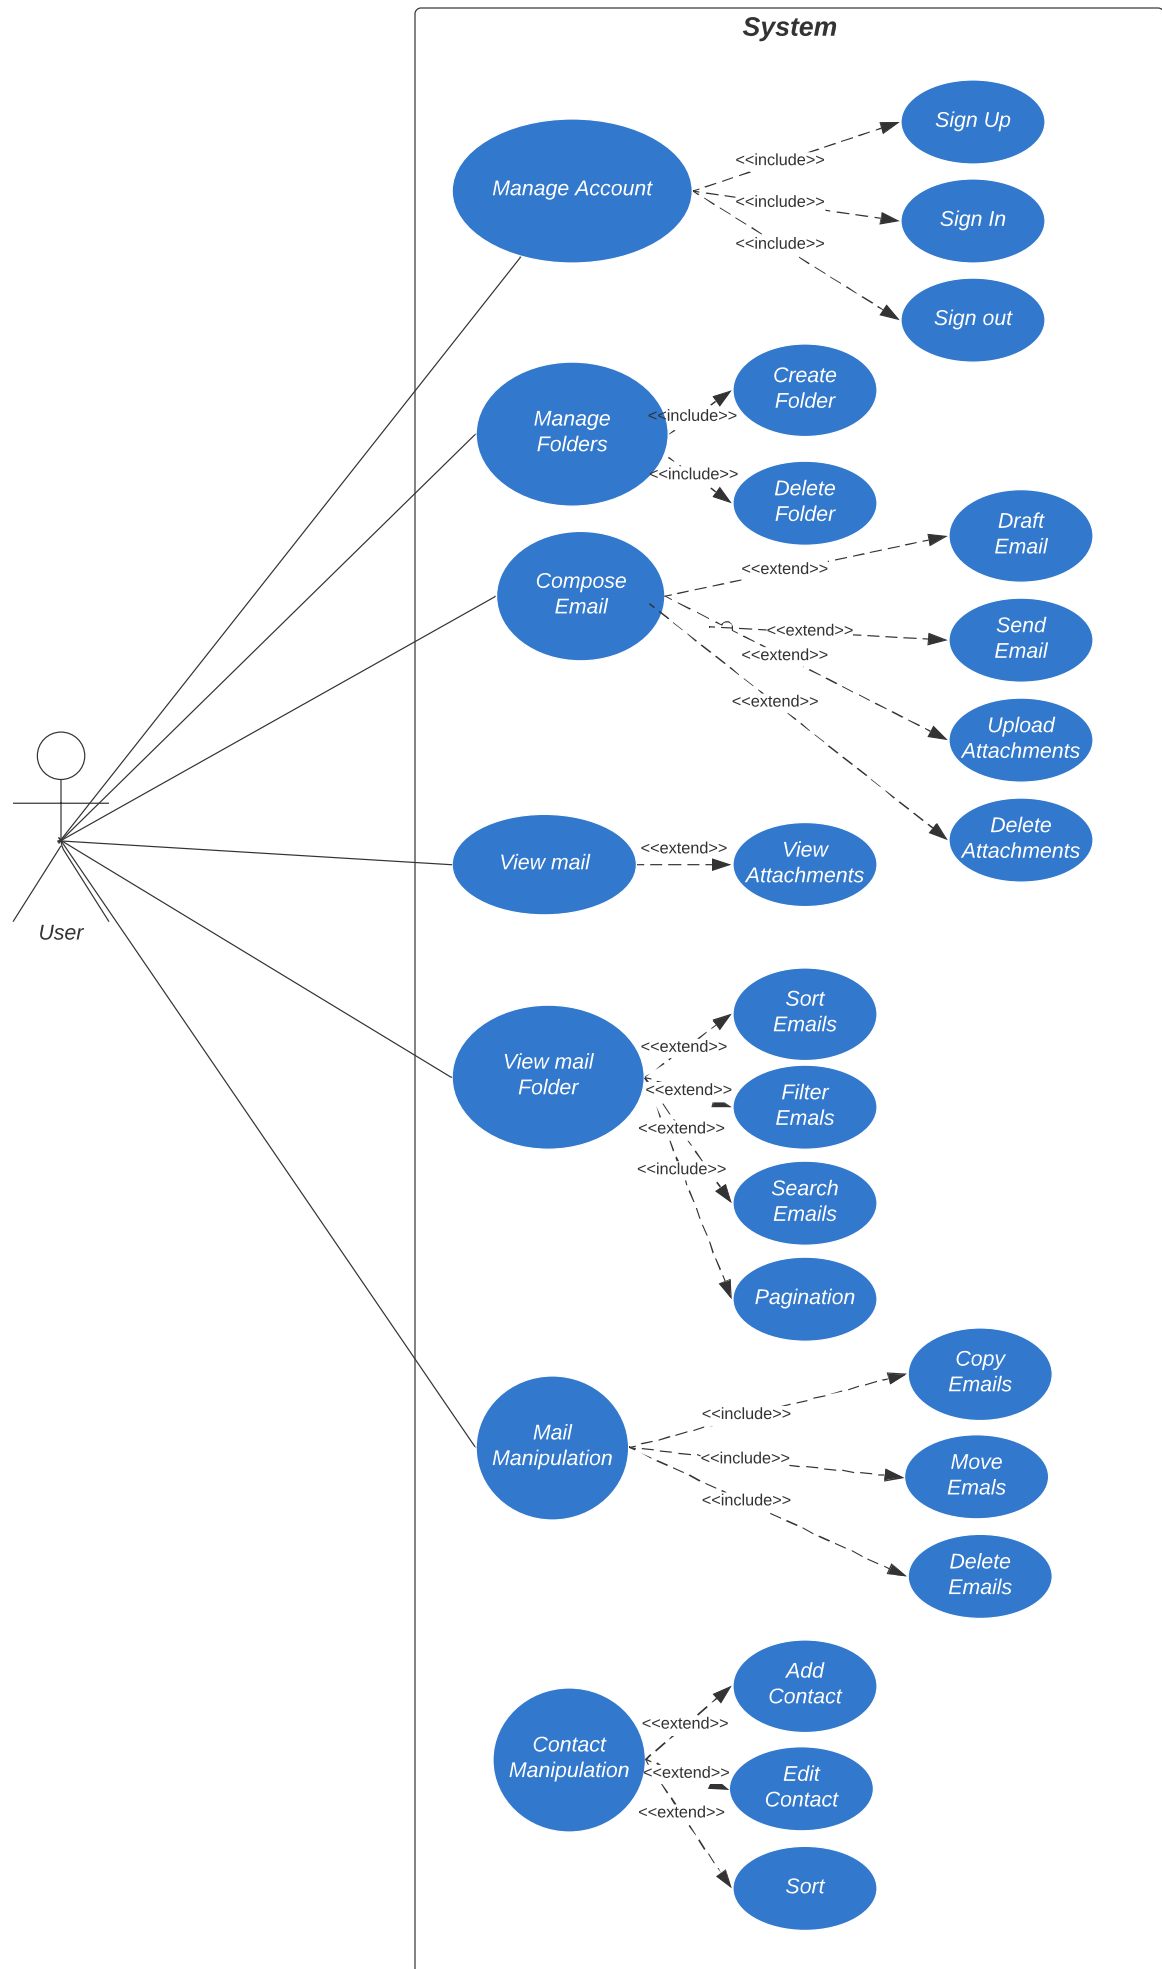 System
Sign Up
<<include>>
Manage Account
<<include>>
Sign In
<<include>>
Sign out
Create
Folder
Manage
Folders
<<include>>
<<include>>
Delete
Folder
Draft
Email
<<extend>>
Compose
Email
Send
Email
<<extend>>
<<extend>>
<<extend>>
Upload
Attachments
Delete
Attachments
View mail
<<extend>>
View
Attachments
User
Sort
Emails
<<extend>>
View mail
Folder
<<extend>>
Filter
Emals
<<extend>>
<<include>>
Search
Emails
Pagination
Copy
Emails
<<include>>
Mail
Manipulation
<<include>>
Move
Emals
<<include>>
Delete
Emails
Add
Contact
<<extend>>
Contact
Manipulation
<<extend>>
Edit
Contact
<<extend>>
Sort